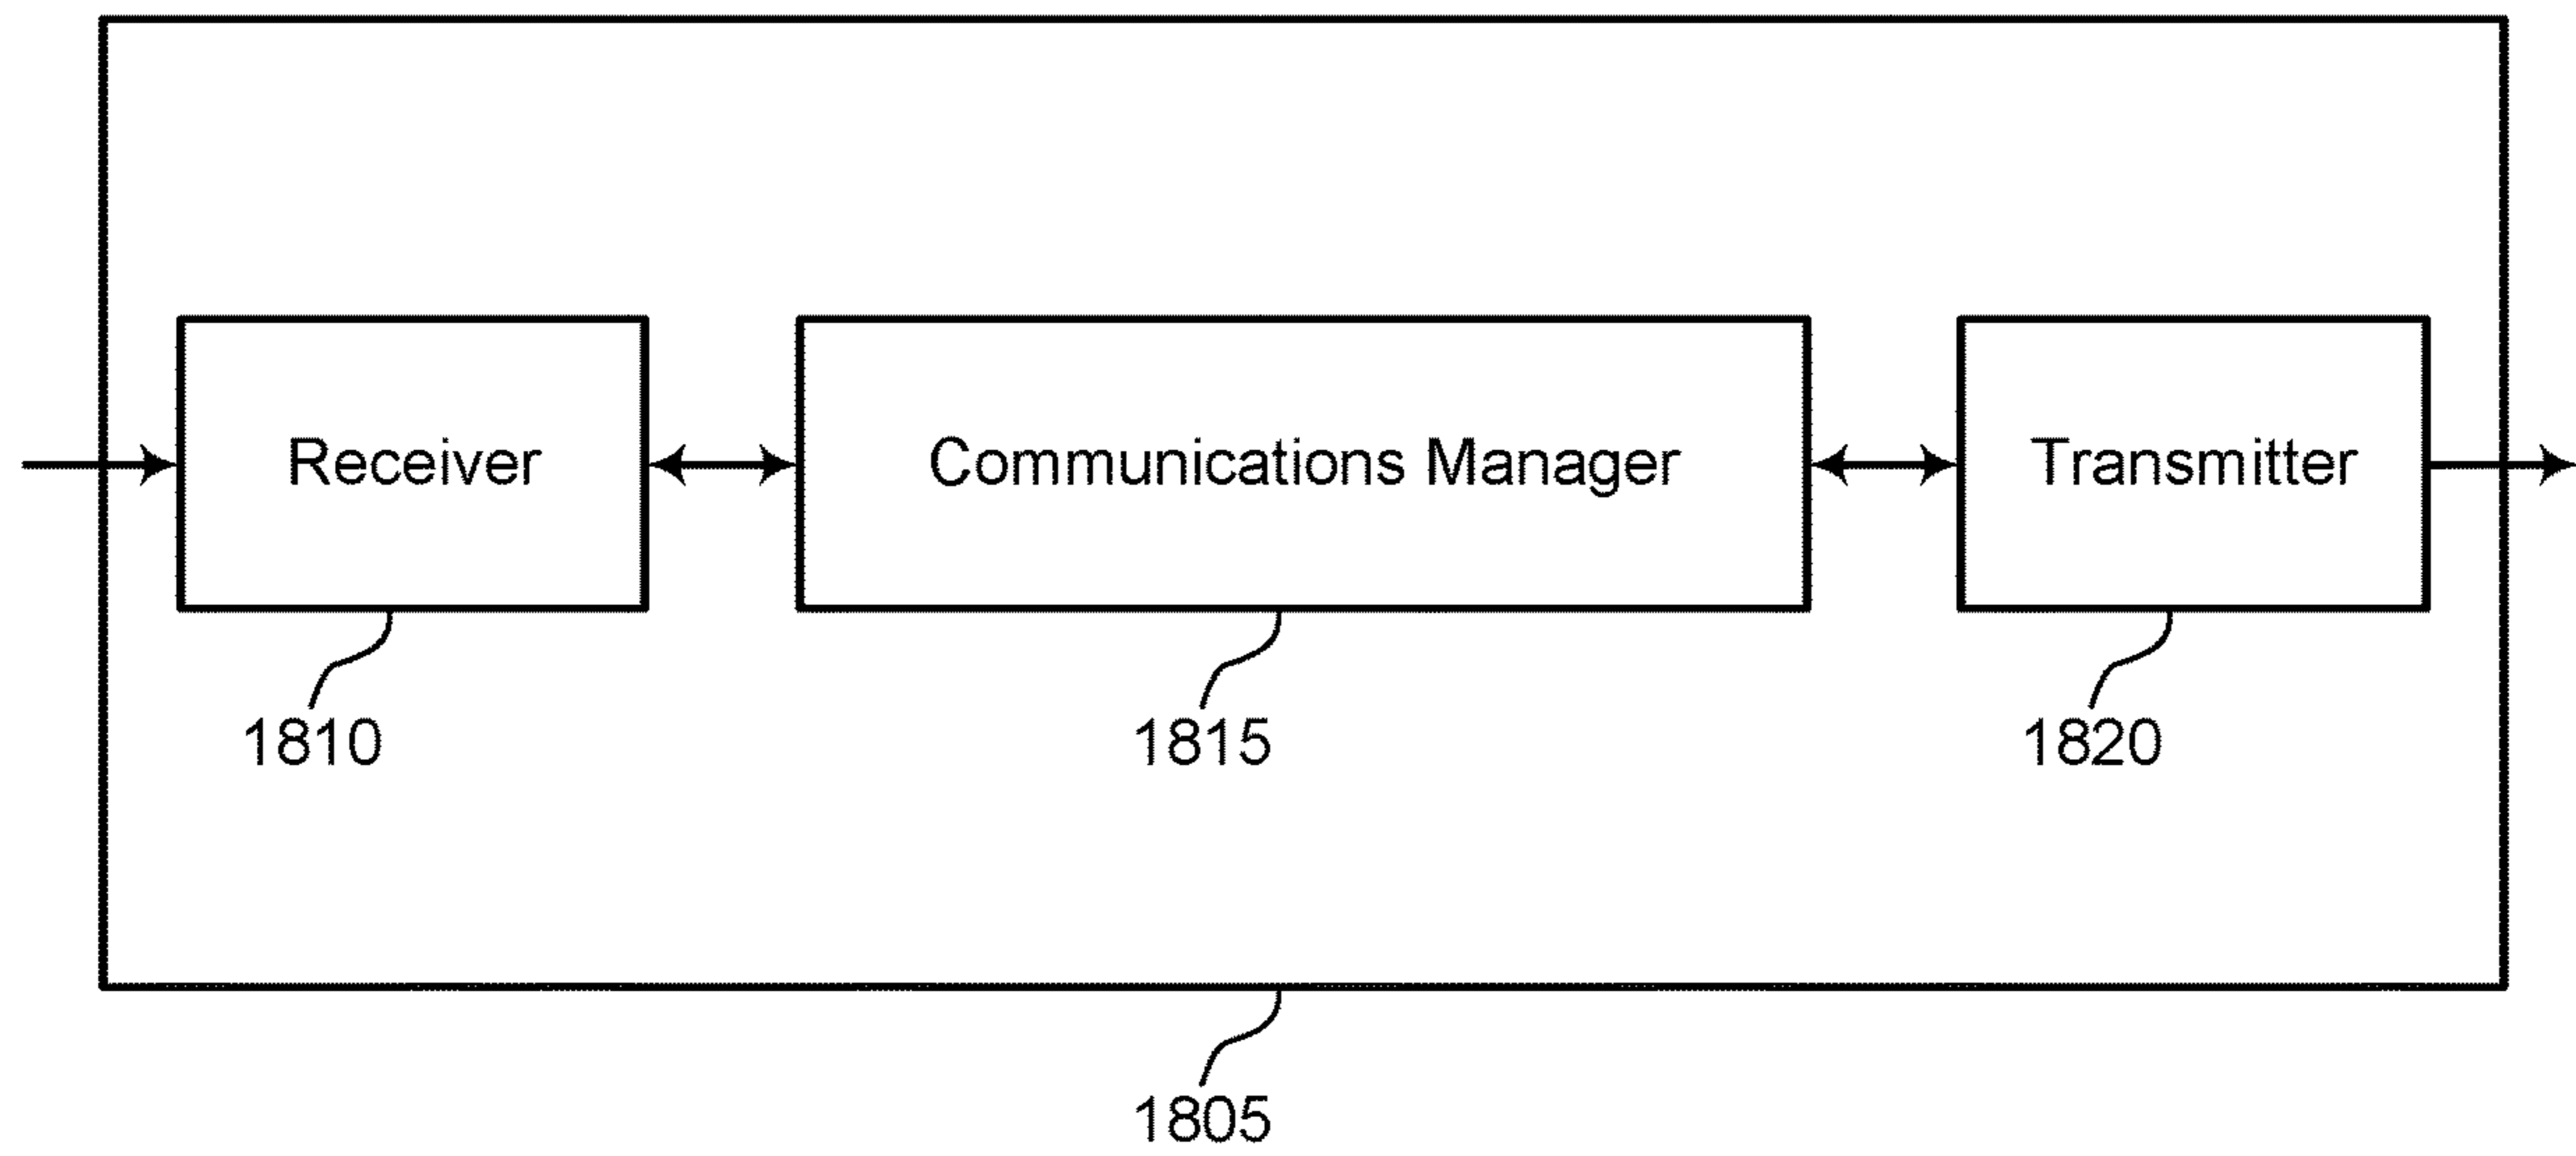 Receiver
Communications Manager
Transmitter
1810
1815
1820
1805